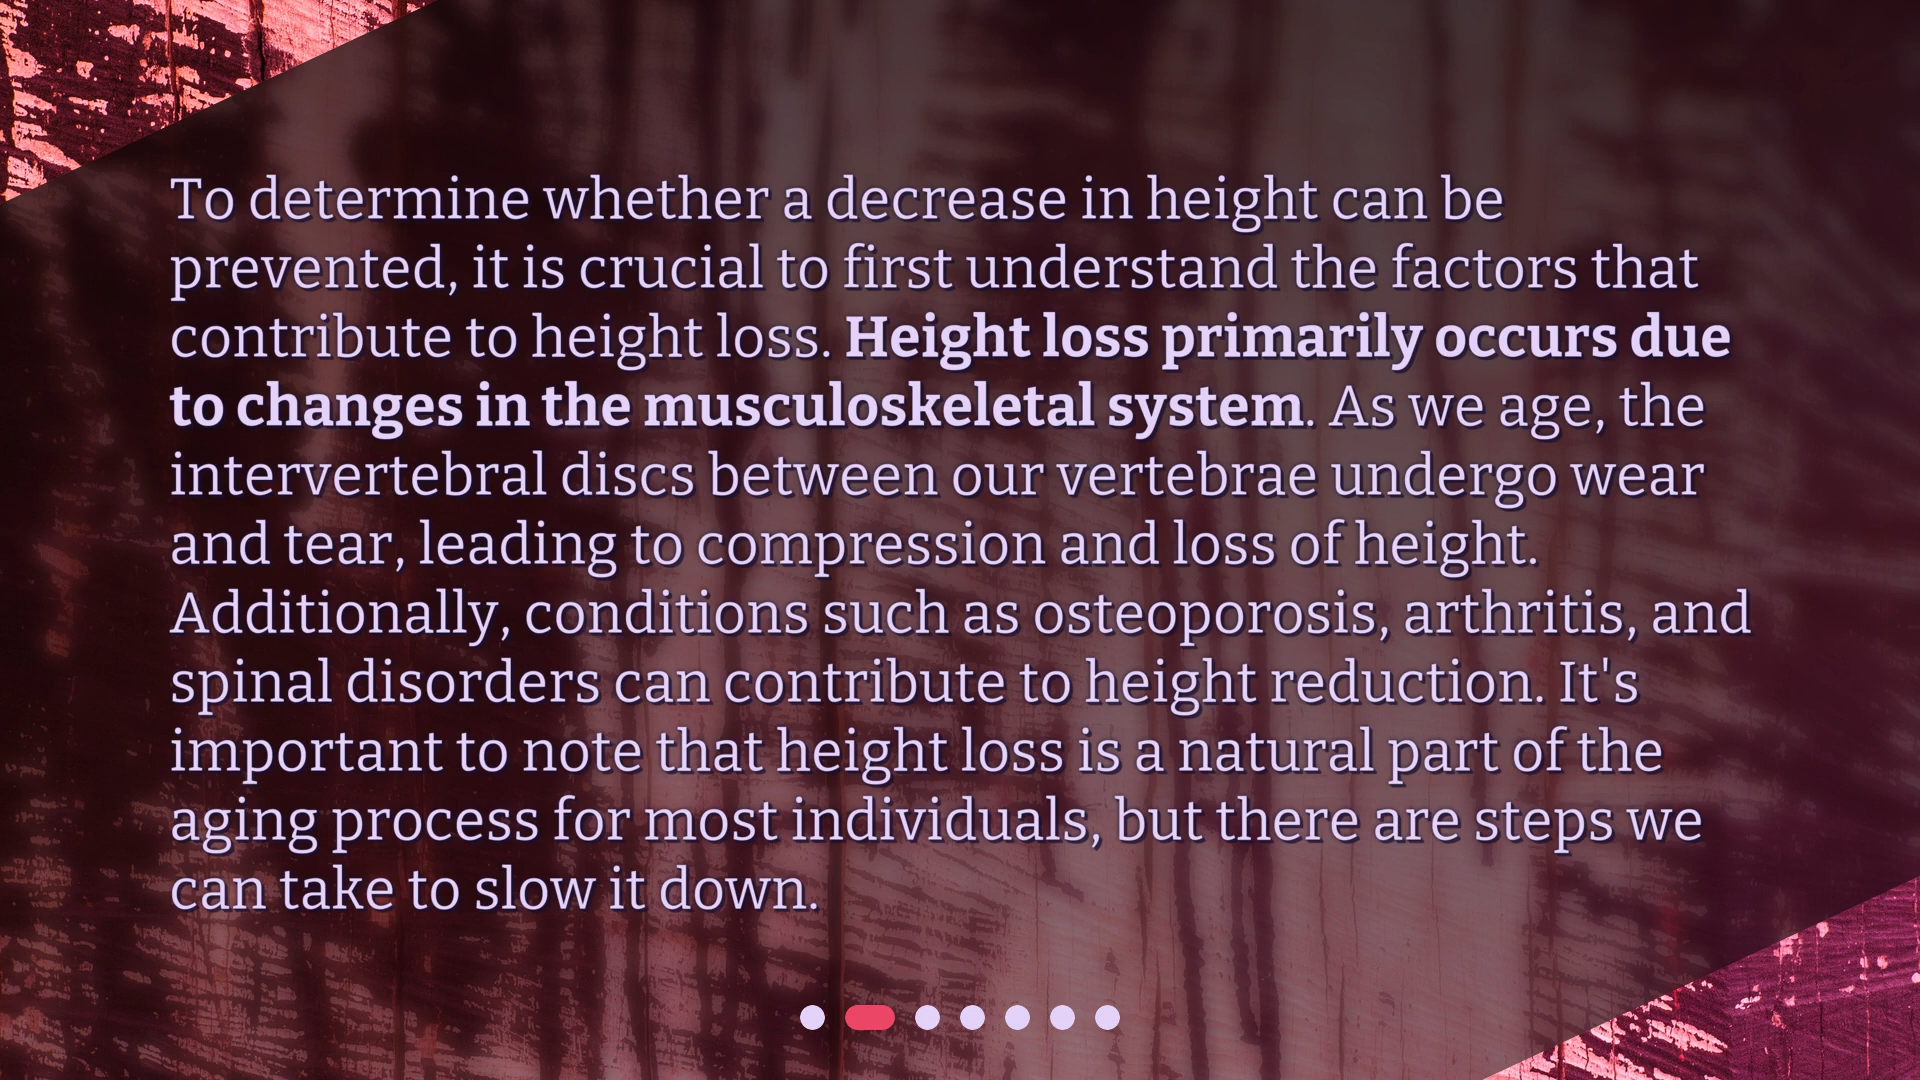 To determine whether a decrease in height can be
prevented, it is crucial to first understand the factors that
contribute to height loss. Height loss primarily occurs due
to changes in the musculoskeletal system. As we age, the
intervertebral discs between our vertebrae undergo wear
and tear, leading to compression and loss of height.
Additionally, conditions such as osteoporosis, arthritis, and
spinal disorders can contribute to height reduction. It's
important to note that height loss is a natural part of the
aging process for most individuals, but there are steps we
can take to slow it down.